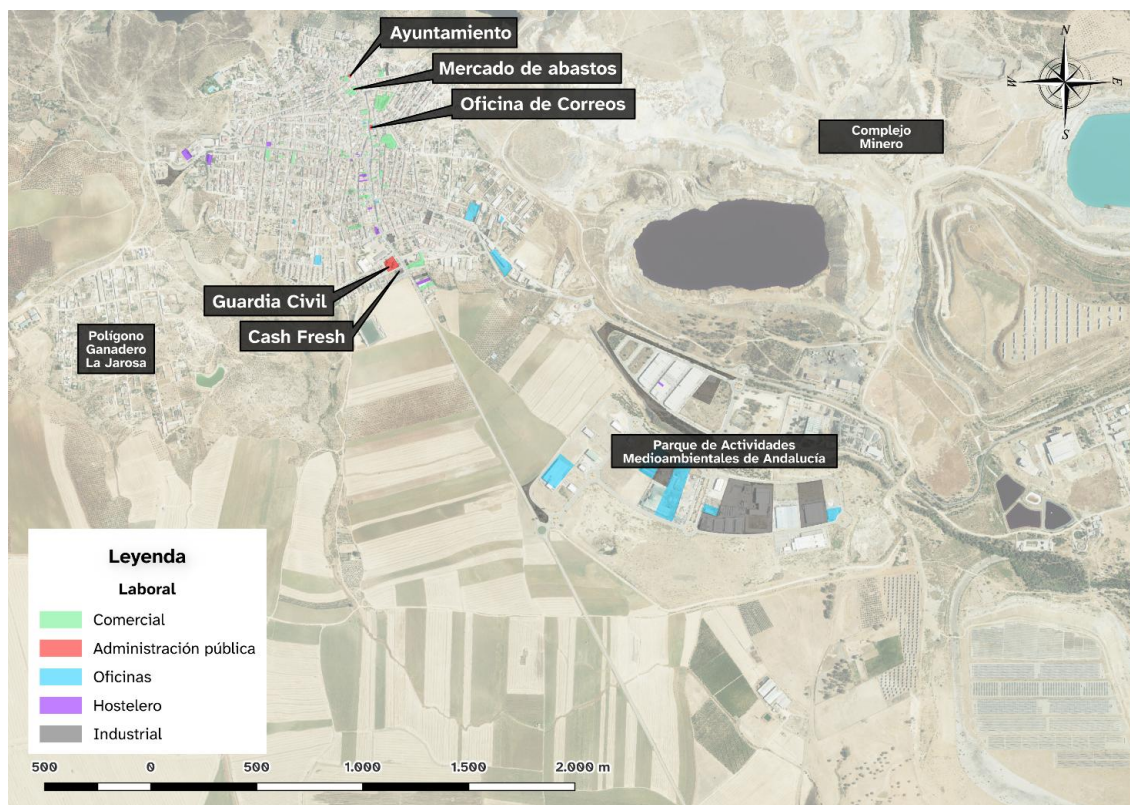 Ayuntamiento
Mercado de abastos
Oficina de Correos
N
W
E
S
Complejo
Minero
Guardia Civil
Cash Fresh
Polígono
Ganadero
La Jarosa
Parque de Actividades
Medioambientales de Andalucía
Leyenda
Laboral
Comercial
Administración pública
Oficinas
Hostelero
Industrial
500 0 500 1.000 1.500 2.000 m